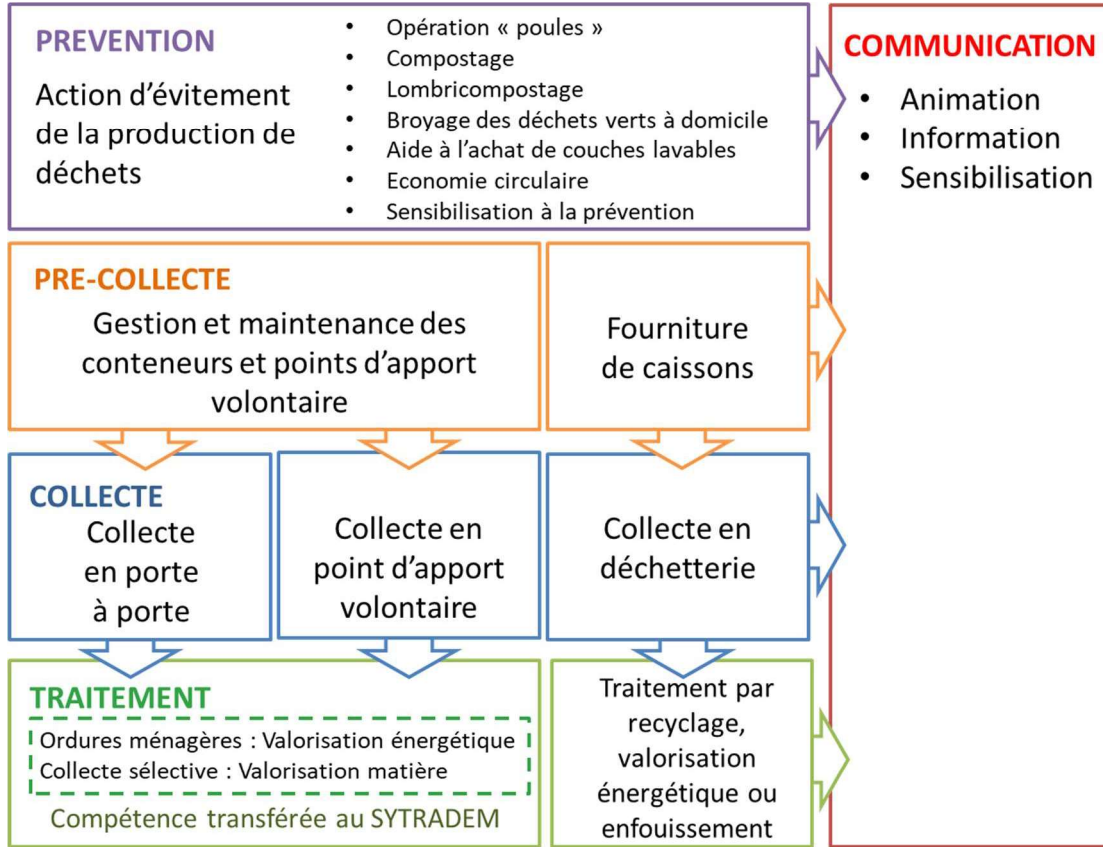 PREVENTION
Action d’évitement
de la production de
déchets
• Opération « poules »
• Compostage
• Lombricompostage
• Broyage des déchets verts à domicile
• Aide à l’achat de couches lavables
• Economie circulaire
• Sensibilisation à la prévention
COMMUNICATION
• Animation
• Information
• Sensibilisation
PRE-COLLECTE
Gestion et maintenance des
conteneurs et points d’apport
volontaire
Fourniture
de caissons
COLLECTE
Collecte
en porte
à porte
Collecte en
point d’apport
volontaire
Collecte en
déchetterie
TRAITEMENT
Ordures ménagères : Valorisation énergétique
Collecte sélective : Valorisation matière
Compétence transférée au SYTRADEM
Traitement par
recyclage,
valorisation
énergétique ou
enfouissement